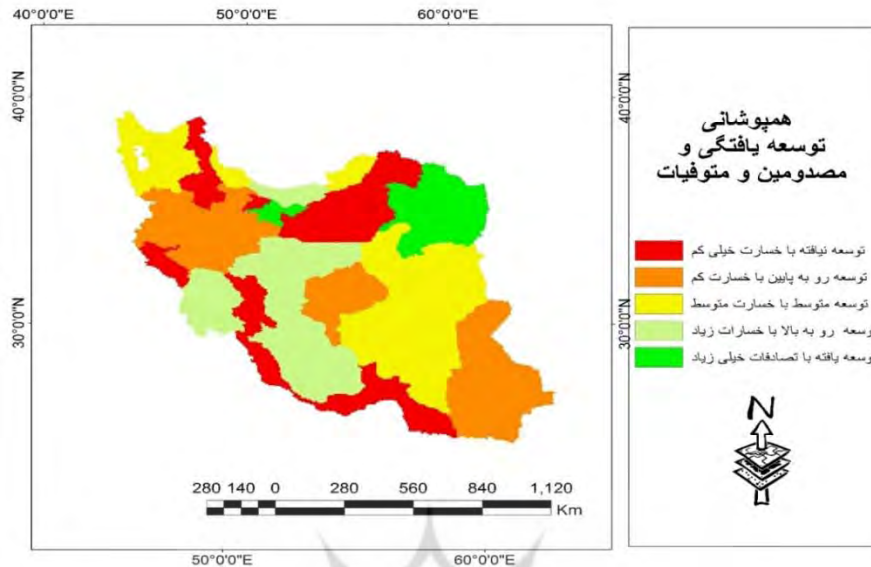 40°0'0"E 50°0'0"E 60°0'0"E
40°0'0"N 40°0'0"N
30°0'0"N 30°0'0"N
همپوشانی
توسعه یافتگی و
مصدومین و متوفیات
توسعه نیافته با خسارت خیلی کم
توسعه رو به پایین با خسارت کم
توسعه متوسط با خسارت متوسط
وسعه رو به بالا با خسارات زیاد
وسعه یافته با تصادفات خیلی زیاد
N
280 140 0 280 560 840 1,120
Km
50°0'0"E 60°0'0"E